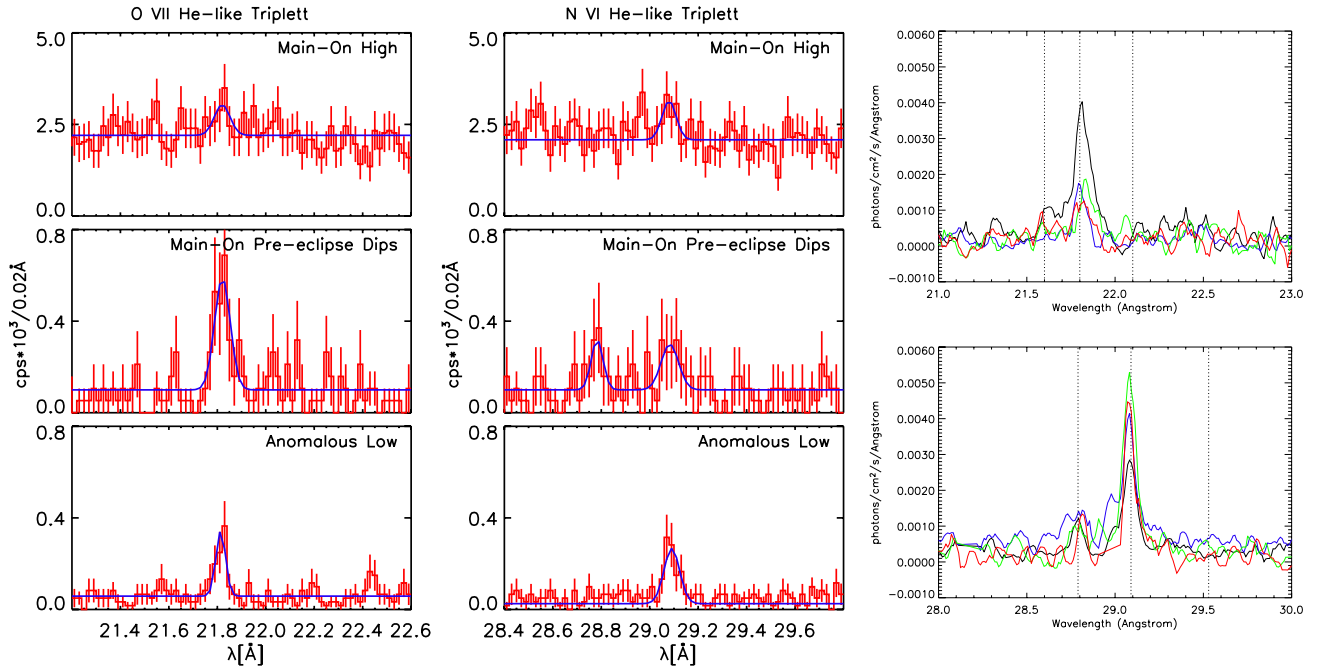 O VII He-like Triplett
N VI He-like Triplett
5.0
2.5
0.0
Main-On High
5.0
2.5
0.0
Main-On High
cps*10³/0.02Å
0.8
0.4
0.0
Main-On Pre-eclipse Dips
cps*10³/0.02Å
0.8
0.4
0.0
Main-On Pre-eclipse Dips
0.8
0.4
0.0
Anomalous Low
0.8
0.4
0.0
Anomalous Low
21.4 21.6 21.8 22.0 22.2 22.4 22.6
λ[Å]
28.4 28.6 28.8 29.0 29.2 29.4 29.6
λ[Å]
photons/cm²/s/Angstrom
0.0060
0.0050
0.0040
0.0030
0.0020
0.0010
0.0000
-0.0010
21.0 21.5 22.0 22.5 23.0
Wavelength (Angstrom)
photons/cm²/s/Angstrom
0.0060
0.0050
0.0040
0.0030
0.0020
0.0010
0.0000
-0.0010
28.0 28.5 29.0 29.5 30.0
Wavelength (Angstrom)